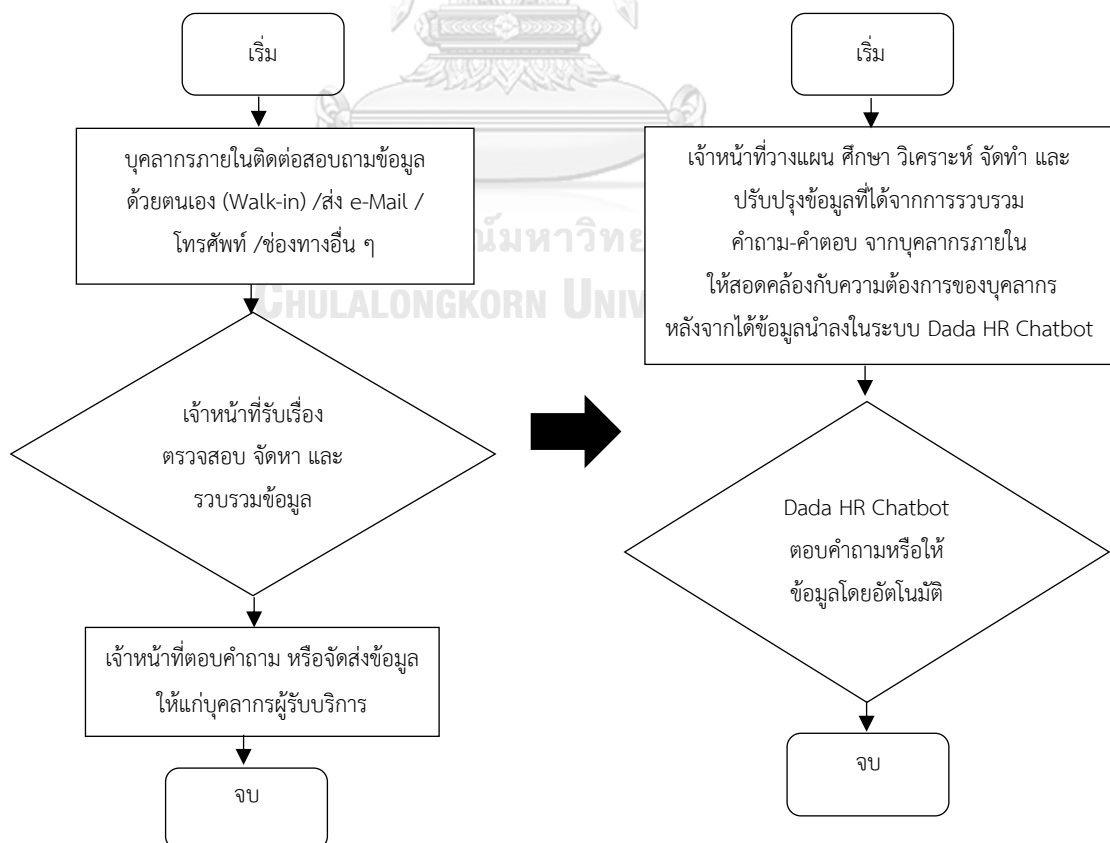 เริ่ม
บุคลากรภายในติดต่อสอบถามข้อมูล
ด้วยตนเอง (Walk-in) /ส่ง e-Mail /
โทรศัพท์ /ช่องทางอื่น ๆ
เจ้าหน้าที่รับเรื่อง
ตรวจสอบ จัดหา และ
รวบรวมข้อมูล
เจ้าหน้าที่ตอบคำถาม หรือจัดส่งข้อมูล
ให้แก่บุคลากรผู้รับบริการ
จบ
เริ่ม
เจ้าหน้าที่วางแผน ศึกษา วิเคราะห์ จัดทำ และ
ปรับปรุงข้อมูลที่ได้จากการรวบรวม
คำถาม-คำตอบ จากบุคลากรภายใน
ให้สอดคล้องกับความต้องการของบุคลากร
หลังจากได้ข้อมูลนำลงในระบบ Dada HR Chatbot
Dada HR Chatbot
ตอบคำถามหรือให้
ข้อมูลโดยอัตโนมัติ
จบ
CHULALONGKORN